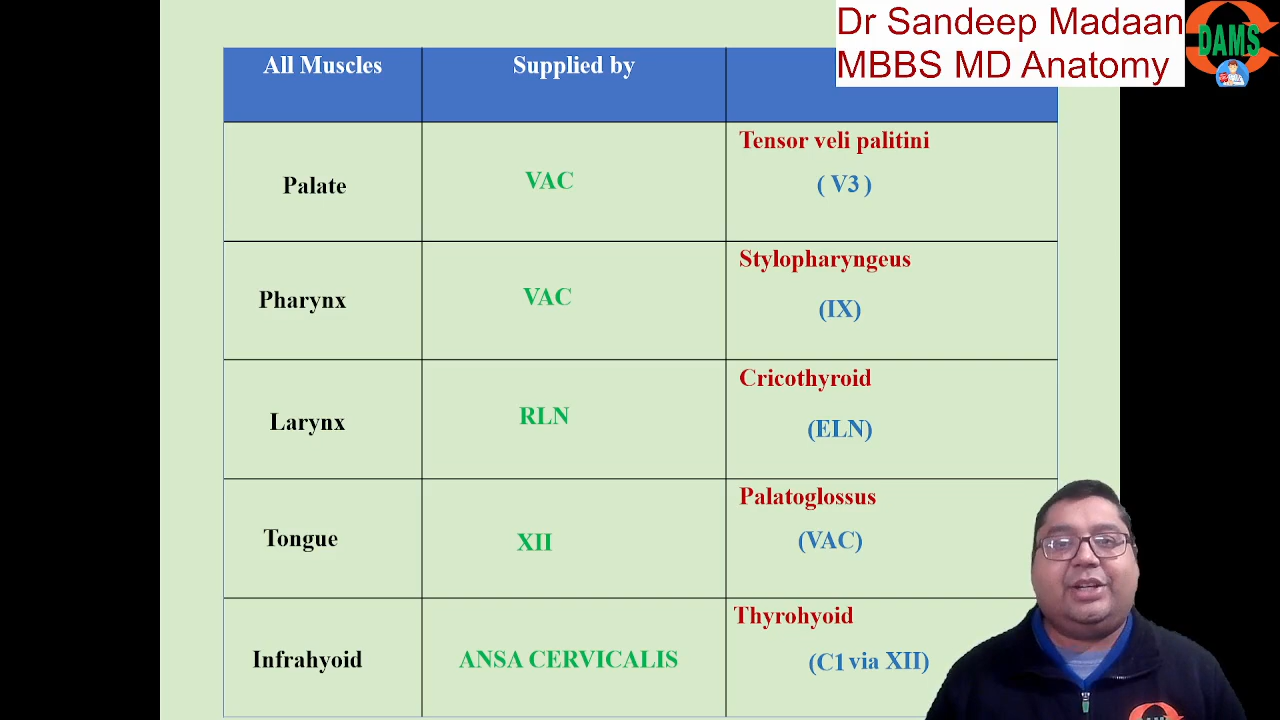 Dr Sandeep Madaan
MBBS MD Anatomy
DAMS
All Muscles
Supplied by
Palate
VAC
Tensor veli palitini
( V3 )
Pharynx
VAC
Stylopharyngeus
(IX)
Larynx
RLN
Cricothyroid
(ELN)
Tongue
XII
Palatoglossus
(VAC)
Infrahyoid
ANSA CERVICALIS
Thyrohyoid
(C1 via XII)